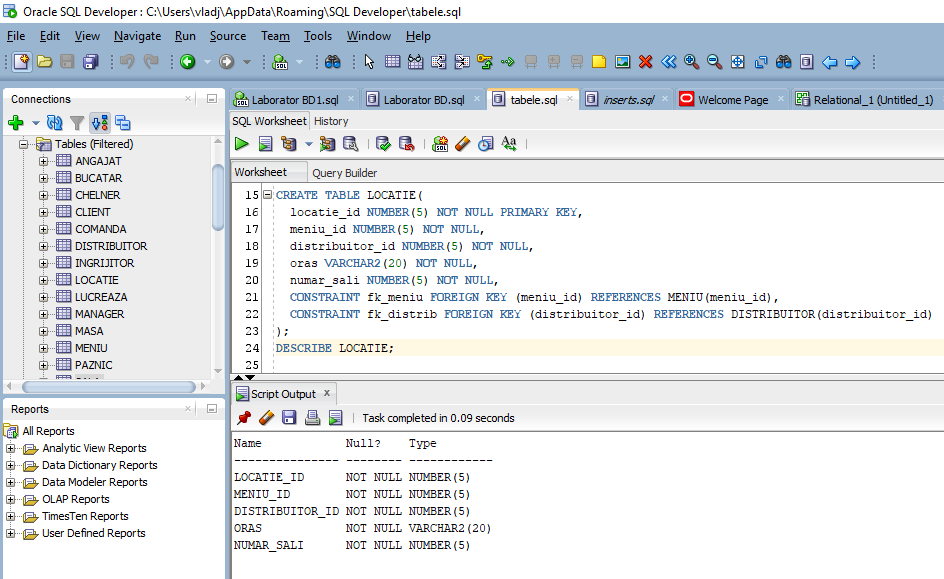 Oracle SQL Developer : C:\Users\vladj\AppData\Roaming\SQL Developer\tabele.sql
File Edit View Navigate Run Source Team Tools Window Help
Connections
Tables (Filtered)
ANGAJAT
BUCATAR
CHELNER
CLIENT
COMANDA
DISTRIBUITOR
INGRIJITOR
LOCATIE
LUCREAZA
MANAGER
MASA
MENIU
PAZNIC
Reports
All Reports
Analytic View Reports
Data Dictionary Reports
Data Modeler Reports
OLAP Reports
TimesTen Reports
User Defined Reports
Laborator BD1.sql Laborator BD.sql tabele.sql inserts.sql Welcome Page Relational_1 (Untitled_1)
SQL Worksheet History
Worksheet Query Builder
15 CREATE TABLE LOCATIE(
16 locatie_id NUMBER(5) NOT NULL PRIMARY KEY,
17 meniu_id NUMBER(5) NOT NULL,
18 distribuitor_id NUMBER(5) NOT NULL,
19 oras VARCHAR2(20) NOT NULL,
20 numar_sali NUMBER(5) NOT NULL,
21 CONSTRAINT fk_meniu FOREIGN KEY (meniu_id) REFERENCES MENIU(meniu_id),
22 CONSTRAINT fk_distrib FOREIGN KEY (distribuitor_id) REFERENCES DISTRIBUITOR(distribuitor_id)
23 );
24 DESCRIBE LOCATIE;
25
Script Output x
Task completed in 0.09 seconds
Name Null? Type
--------------- -------- ------------
LOCATIE_ID NOT NULL NUMBER(5)
MENIU_ID NOT NULL NUMBER(5)
DISTRIBUITOR_ID NOT NULL NUMBER(5)
ORAS NOT NULL VARCHAR2(20)
NUMAR_SALI NOT NULL NUMBER(5)